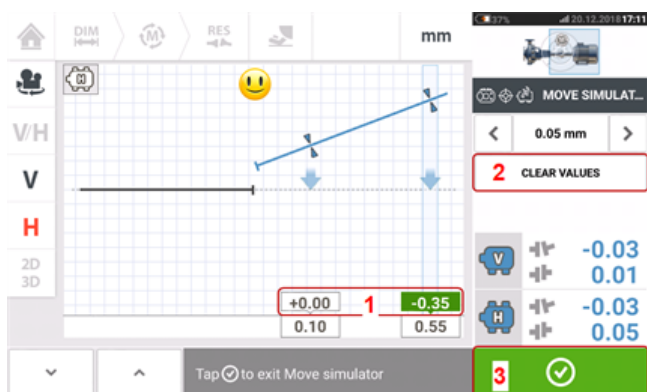 DIM
M
RES
mm
37%
20.12.2018 17:11
H
MOVE SIMULAT...
< 0.05 mm >
V/H
2 CLEAR VALUES
V
H
2D
3D
+0.00 1 -0.35
0.10 0.55
V -0.03
0.01
H -0.03
0.05
Tap to exit Move simulator
3